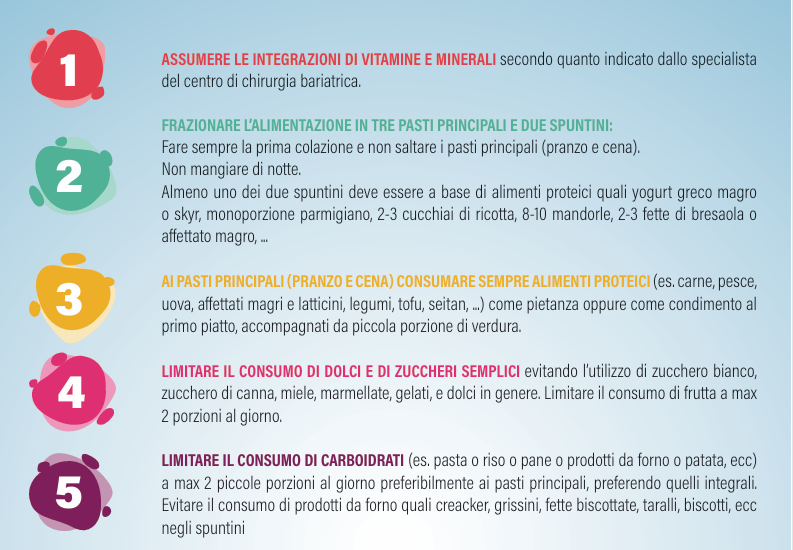 1
ASSUMERE LE INTEGRAZIONI DI VITAMINE E MINERALI secondo quanto indicato dallo specialista
del centro di chirurgia bariatrica.
2
FRAZIONARE L'ALIMENTAZIONE IN TRE PASTI PRINCIPALI E DUE SPUNTINI:
Fare sempre la prima colazione e non saltare i pasti principali (pranzo e cena).
Non mangiare di notte.
Almeno uno dei due spuntini deve essere a base di alimenti proteici quali yogurt greco magro
o skyr, monoporzione parmigiano, 2-3 cucchiai di ricotta, 8-10 mandorle, 2-3 fette di bresaola o
affettato magro, ...
3
AI PASTI PRINCIPALI (PRANZO E CENA) CONSUMARE SEMPRE ALIMENTI PROTEICI (es. carne, pesce,
uova, affettati magri e latticini, legumi, tofu, seitan, ...) come pietanza oppure come condimento al
primo piatto, accompagnati da piccola porzione di verdura.
4
LIMITARE IL CONSUMO DI DOLCI E DI ZUCCHERI SEMPLICI evitando l'utilizzo di zucchero bianco,
zucchero di canna, miele, marmellate, gelati, e dolci in genere. Limitare il consumo di frutta a max
2 porzioni al giorno.
5
LIMITARE IL CONSUMO DI CARBOIDRATI (es. pasta o riso o pane o prodotti da forno o patata, ecc)
a max 2 piccole porzioni al giorno preferibilmente ai pasti principali, preferendo quelli integrali.
Evitare il consumo di prodotti da forno quali creacker, grissini, fette biscottate, taralli, biscotti, ecc
negli spuntini